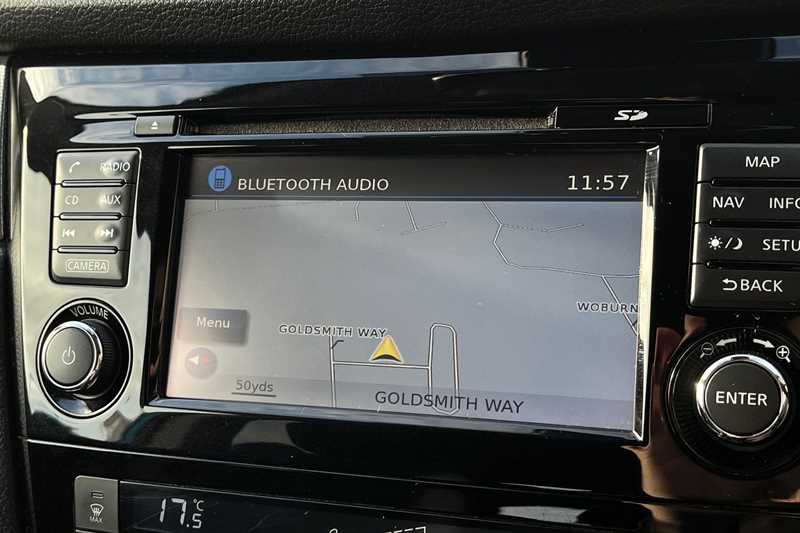 SD
RADIO
CD AUX
CAMERA
VOLUME
BLUETOOTH AUDIO 11:57
GOLDSMITH WAY
WOBURN
Menu
50yds
GOLDSMITH WAY
MAP
NAV INFO
SETU
BACK
ENTER
MAX
17.5°C